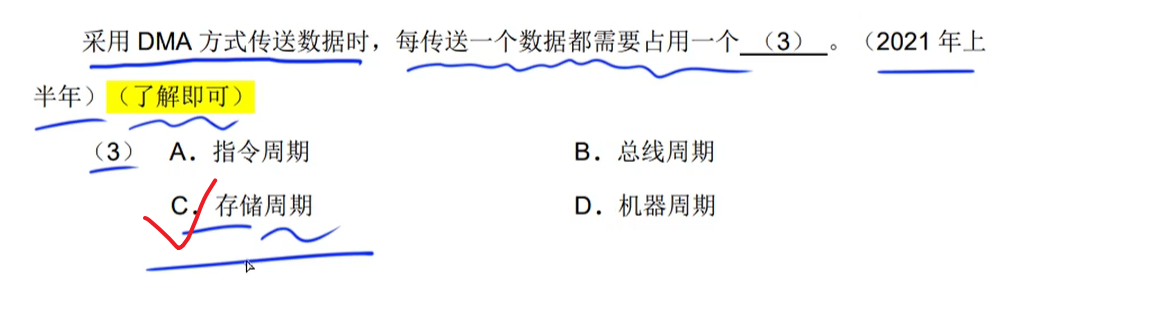 采用 DMA 方式传送数据时，每传送一个数据都需要占用一个 （3） 。（2021 年上
半年）（了解即可）
（3） A．指令周期 B．总线周期
C．存储周期 D．机器周期